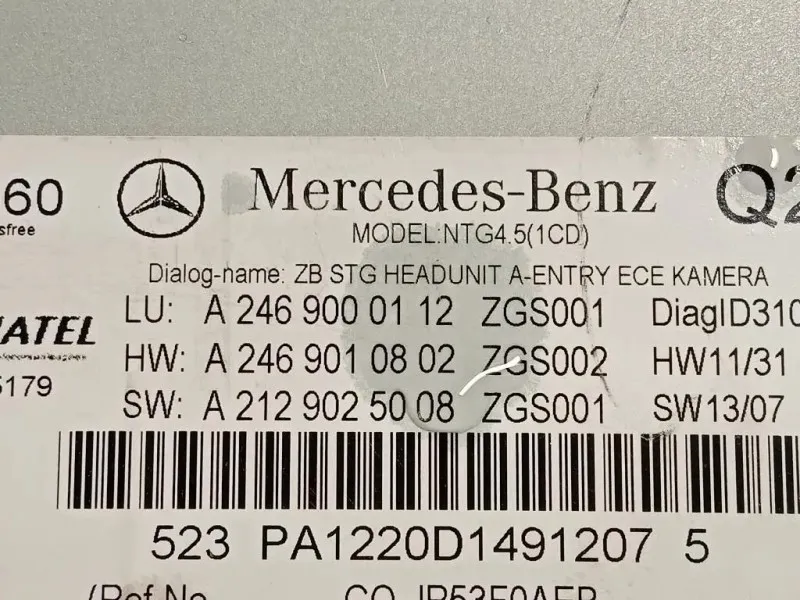 60
Mercedes-Benz
Q2
sfree
MODEL:NTG4.5(1CD)
Dialog-name: ZB STG HEADUNIT A-ENTRY ECE KAMERA
LU: A 246 900 01 12 ZGS001 DiagID310
ATEL
HW: A 246 901 08 02 ZGS002 HW11/31
5179
SW: A 212 902 50 08 ZGS001 SW13/07
523 PA1220D1491207 5
(Ref No